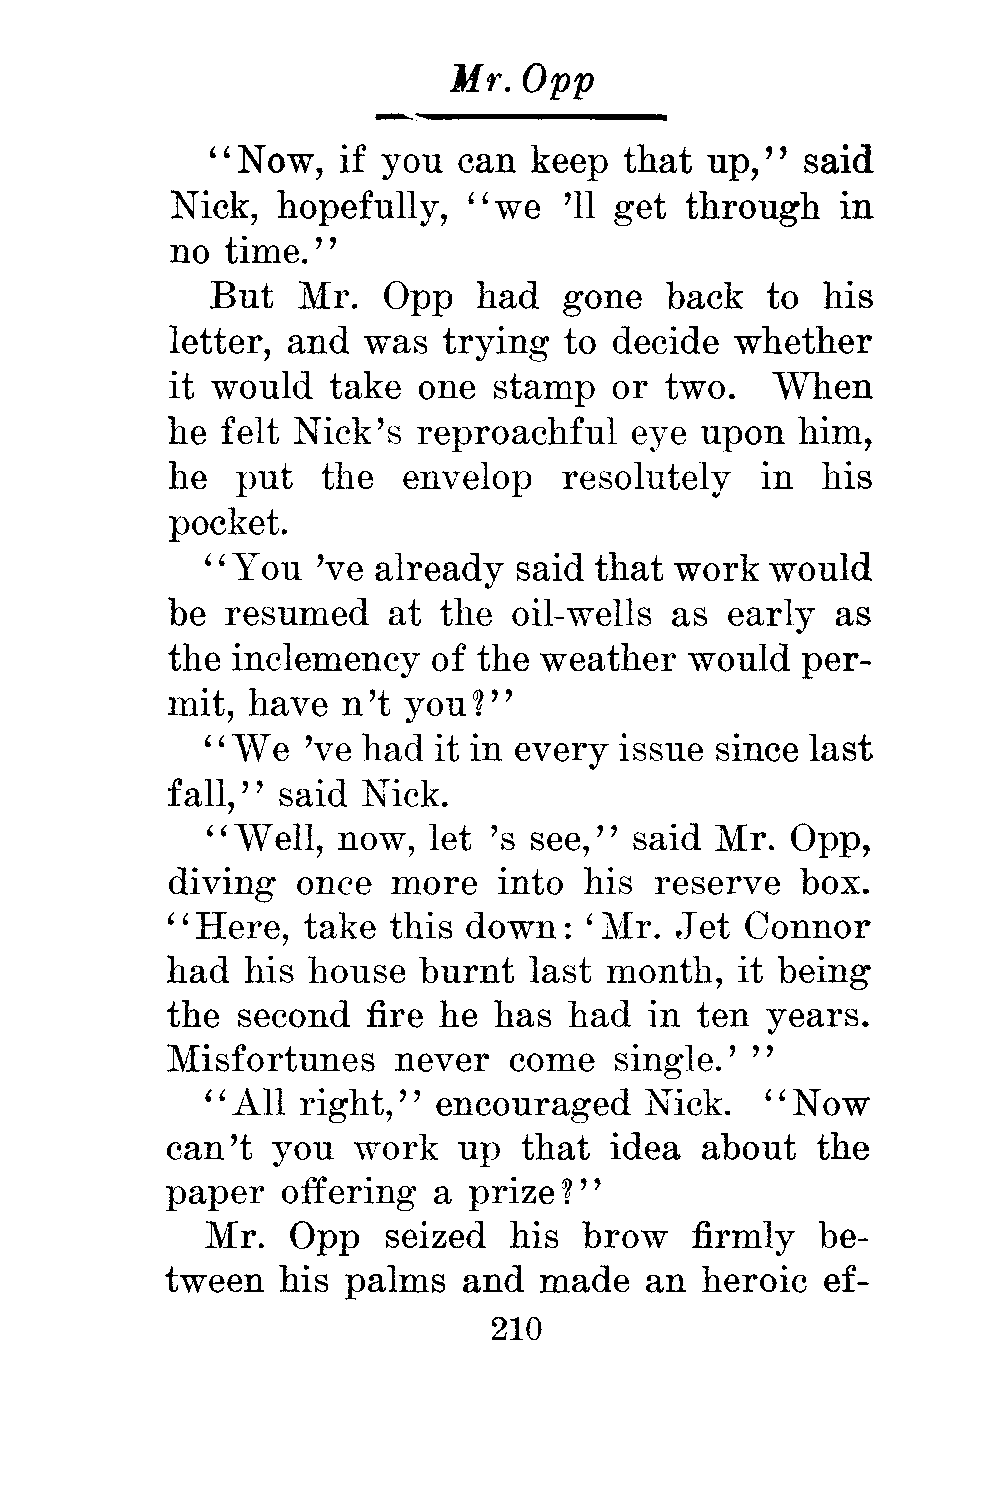 Mr. Opp
"Now, if you can keep that up," said
Nick, hopefully, "we 'll get through in
no time."
But Mr. Opp had gone back to his
letter, and was trying to decide whether
it would take one stamp or two. When
he felt Nick's reproachful eye upon him,
he put the envelop resolutely in his
pocket.
"You 've already said that work would
be resumed at the oil-wells as early as
the inclemency of the weather would per-
mit, have n't you?"
"We 've had it in every issue since last
fall," said Nick.
"Well, now, let 's see," said Mr. Opp,
diving once more into his reserve box.
"Here, take this down: 'Mr. Jet Connor
had his house burnt last month, it being
the second fire he has had in ten years.
Misfortunes never come single.' "
"All right," encouraged Nick. "Now
can't you work up that idea about the
paper offering a prize?"
Mr. Opp seized his brow firmly be-
tween his palms and made an heroic ef-
210